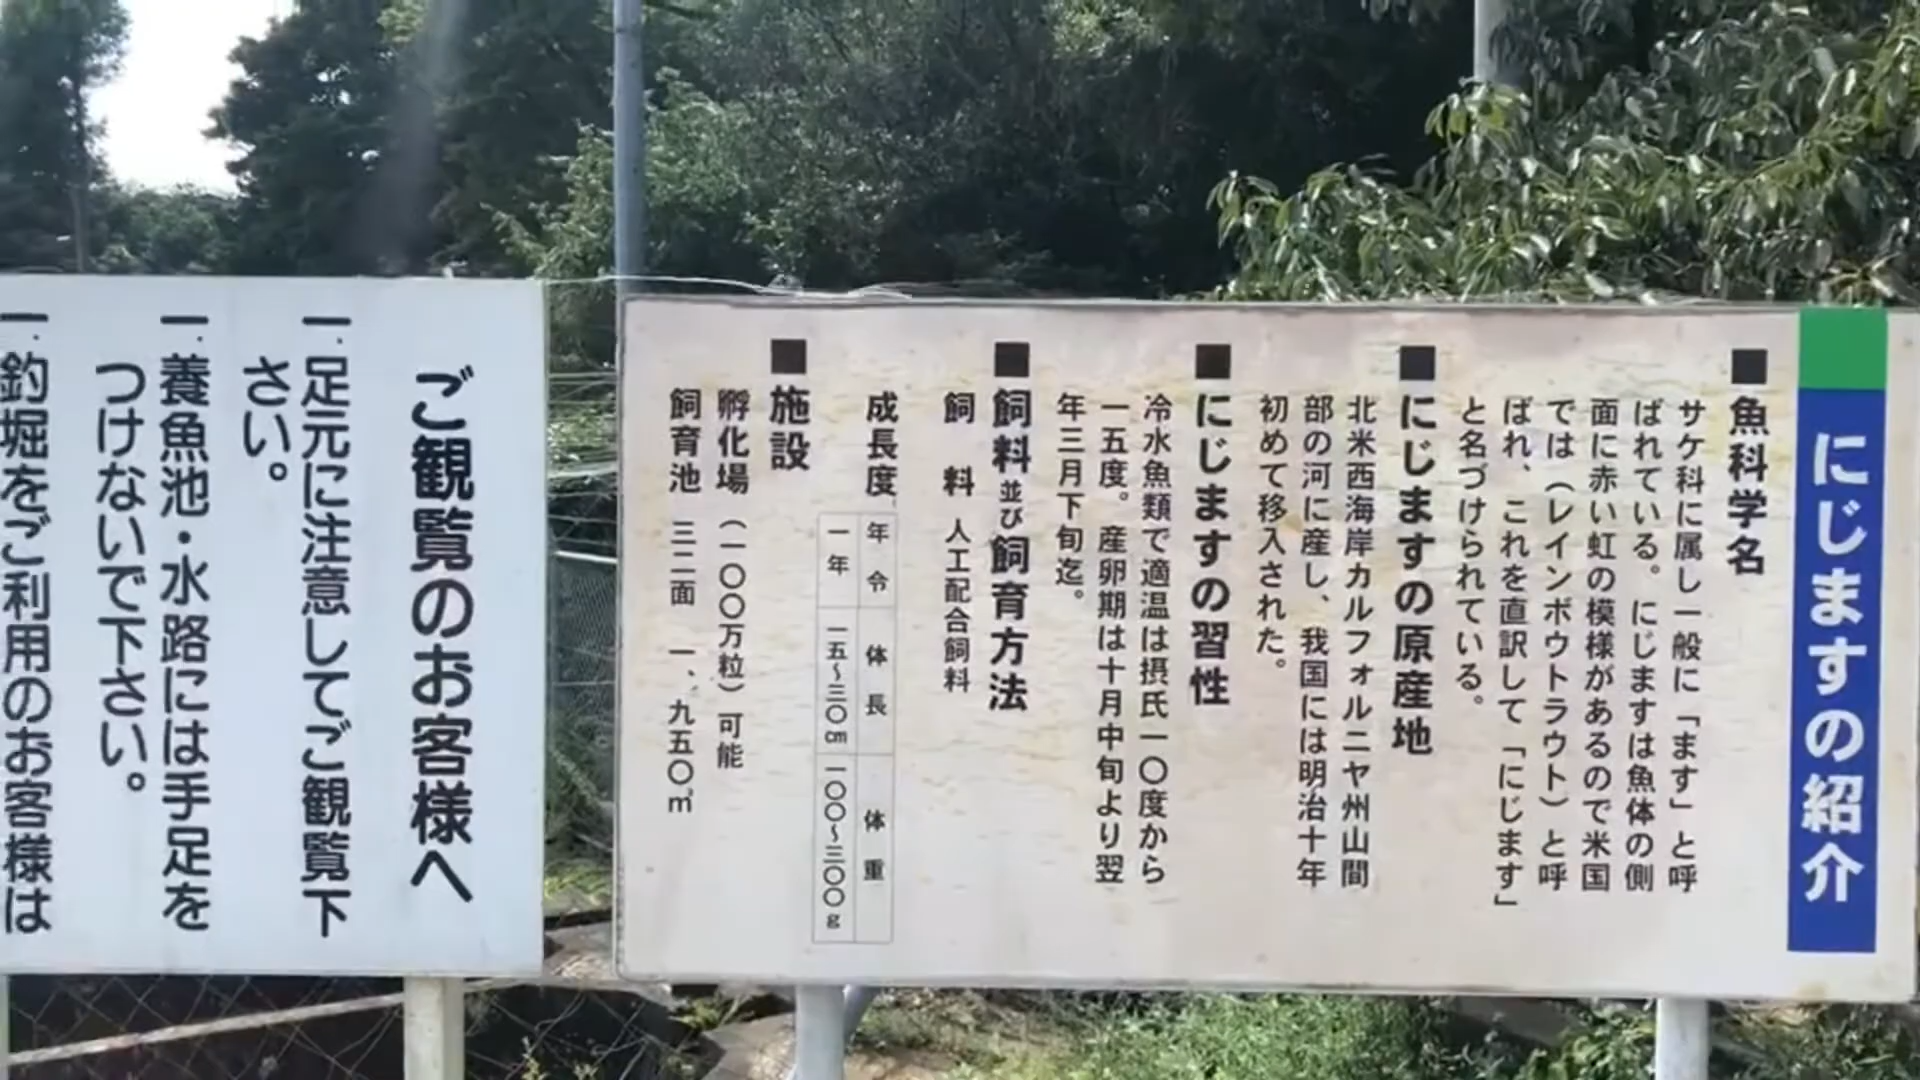 にじますの紹介
■魚科学名
サケ科に属し一般に「ます」と呼
ばれている。にじますは魚体の側
面に赤い虹の模様があるので米国
では(レインボウトラウト)と呼
ばれ、これを直訳して「にじます」
と名づけられている。
■にじますの原産地
北米西海岸カルフォルニヤ州山間
部の河に産し、我国には明治十年
初めて移入された。
■にじますの習性
冷水魚類で適温は摂氏一〇度から
一五度。産卵期は十月中旬より翌
年三月下旬迄。
■飼料並び飼育方法
飼料 人工配合飼料
成長度
年令 体長 体重
一年 一五〜三〇㎝ 一〇〇〜三〇〇g
■施設
孵化場 (一〇〇万粒)可能
飼育池 三二面 一、九五〇㎡
ご観覧のお客様へ
一.足元に注意してご観覧下
さい。
一.養魚池・水路には手足を
つけないで下さい。
一.釣堀をご利用のお客様は